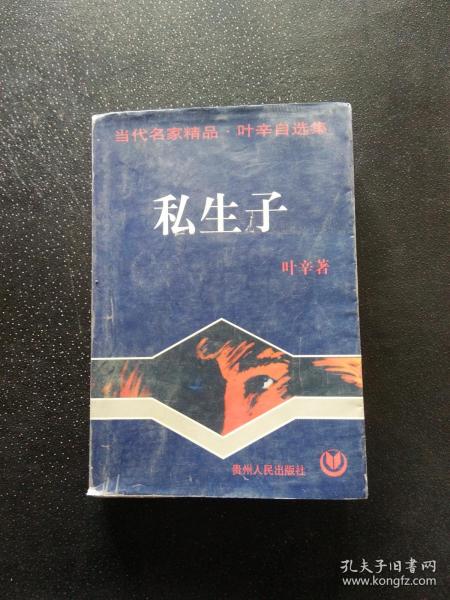 当代名家精品·叶辛自选集
私生子
叶辛著
贵州人民出版社
孔夫子旧书网
www.kongfz.com